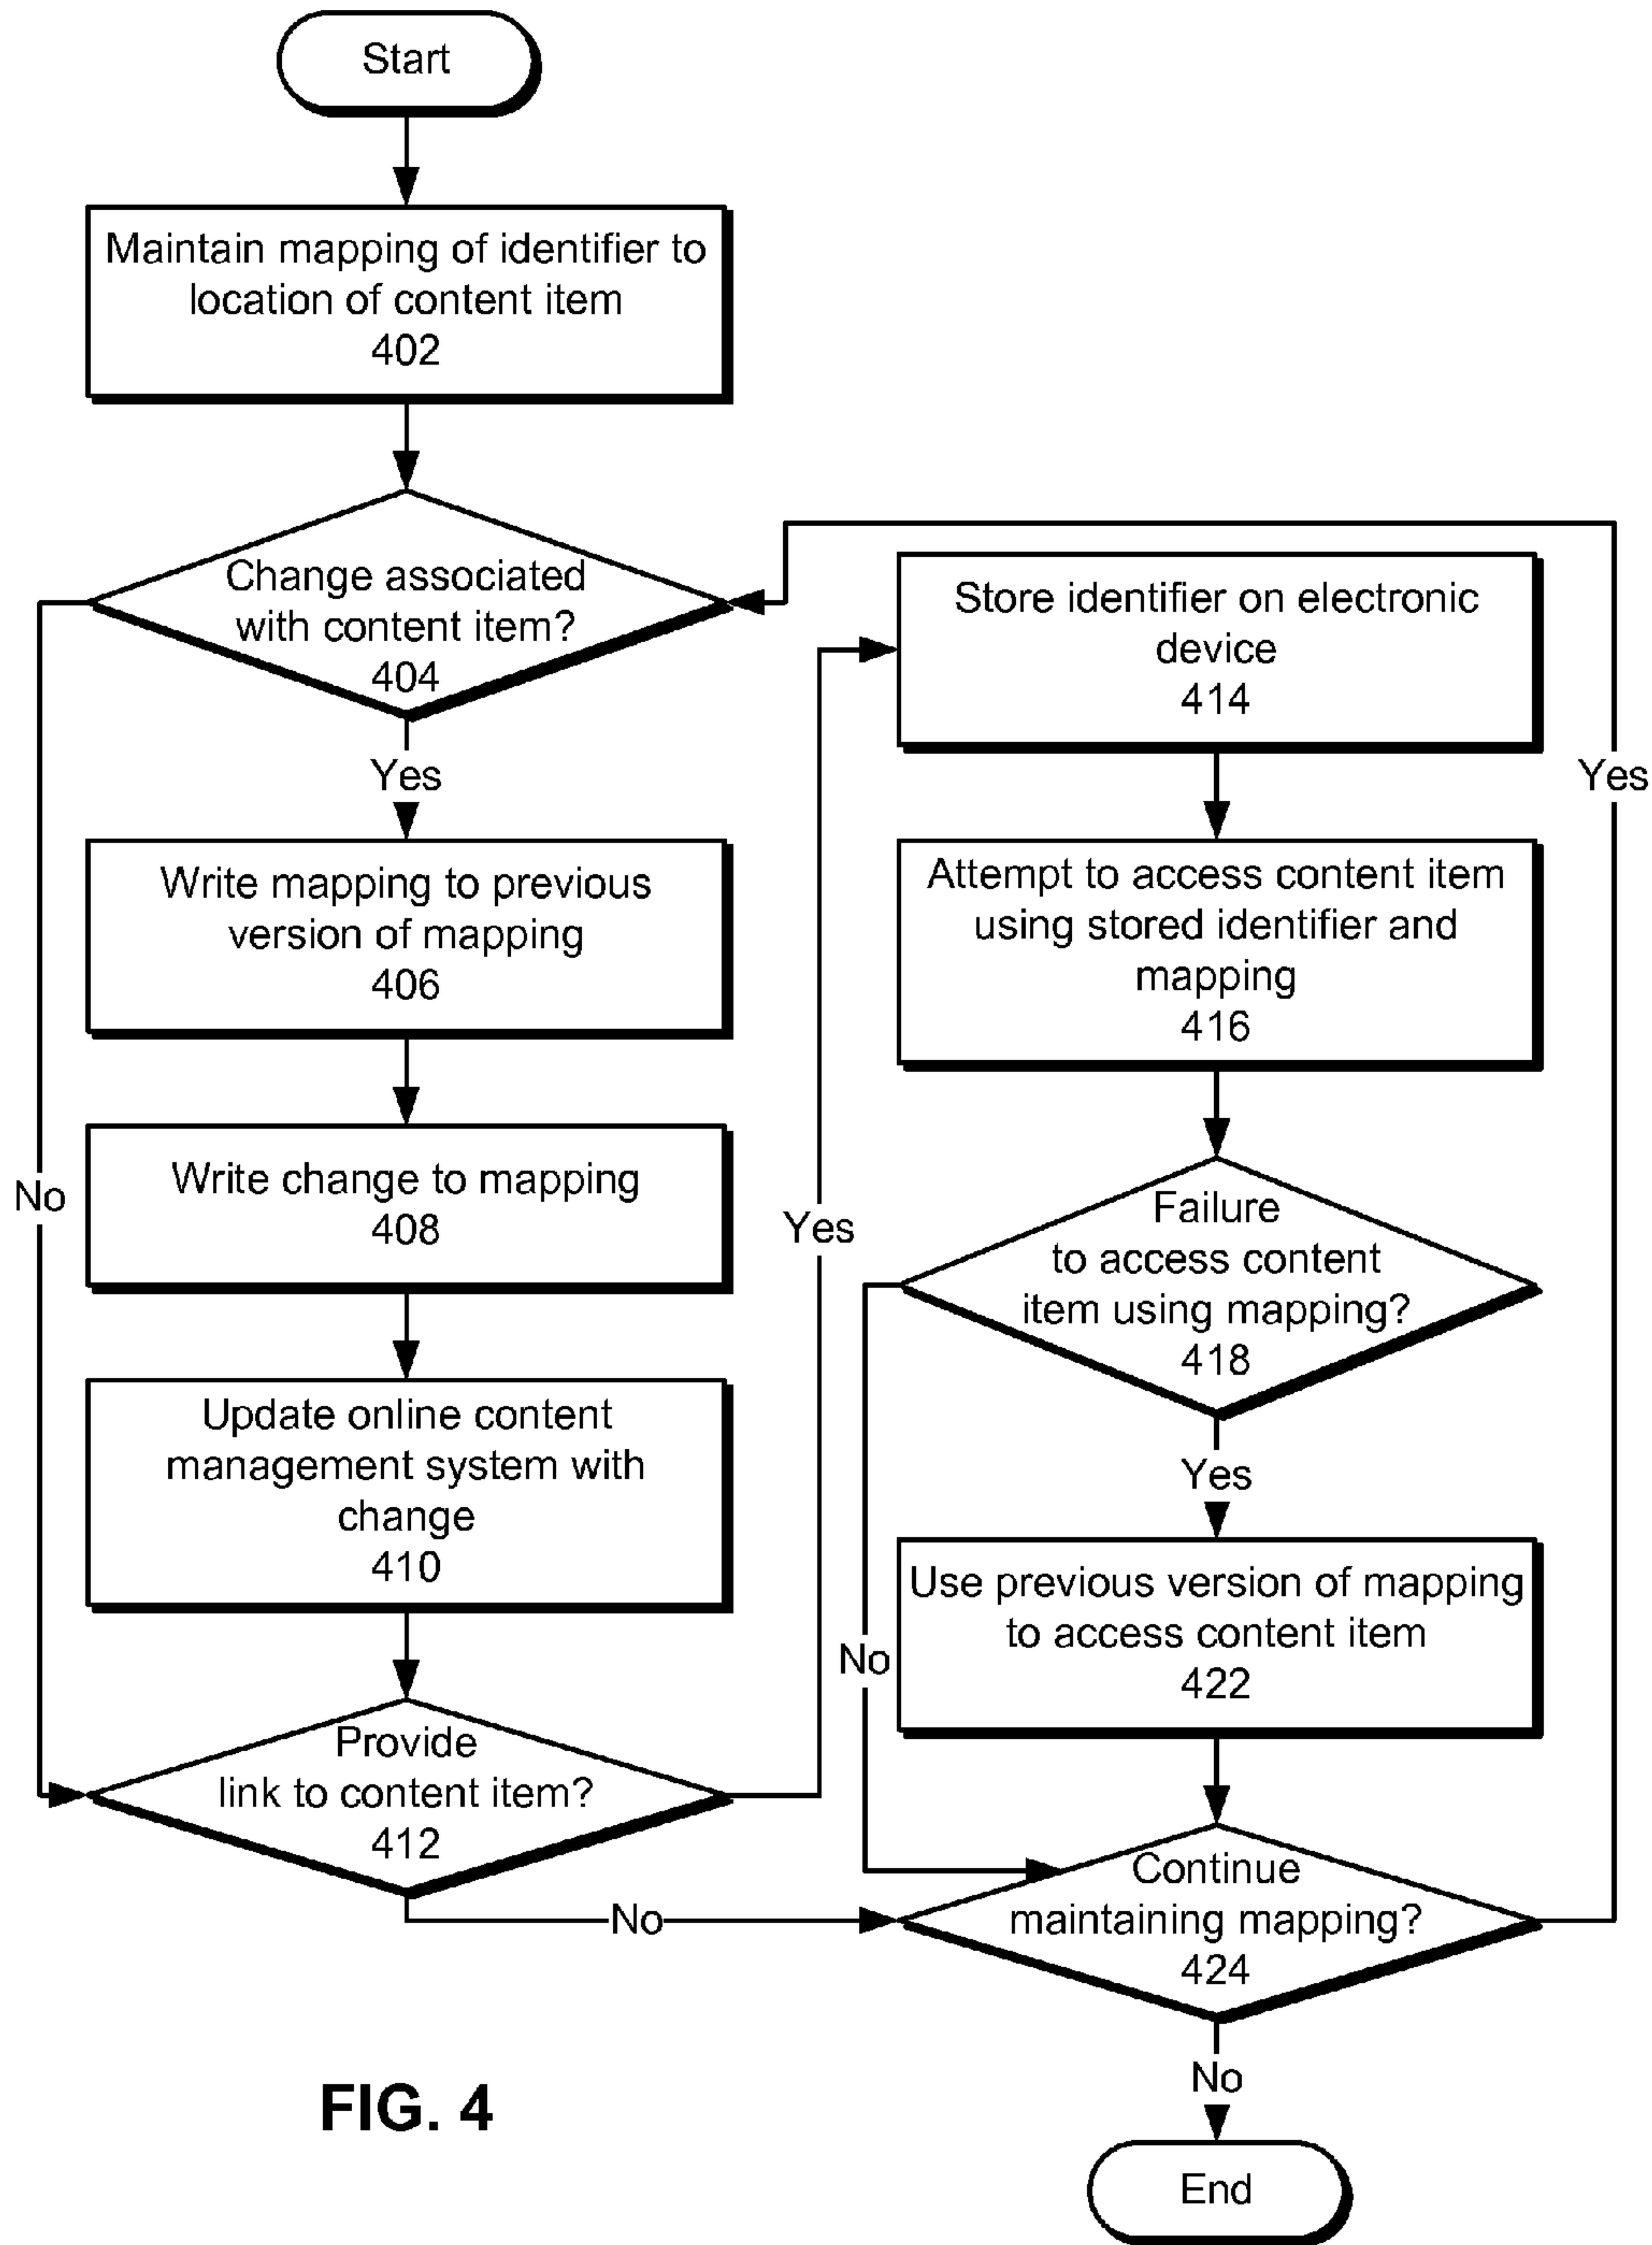 Start
Maintain mapping of identifier to
location of content item
402
Change associated
with content item?
404
Yes
No
Write mapping to previous
version of mapping
406
Write change to mapping
408
Update online content
management system with
change
410
Provide
link to content item?
412
Yes
No
Store identifier on electronic
device
414
Attempt to access content item
using stored identifier and
mapping
416
Failure
to access content
item using mapping?
418
Yes
No
Use previous version of mapping
to access content item
422
Continue
maintaining mapping?
424
Yes
No
End
FIG. 4